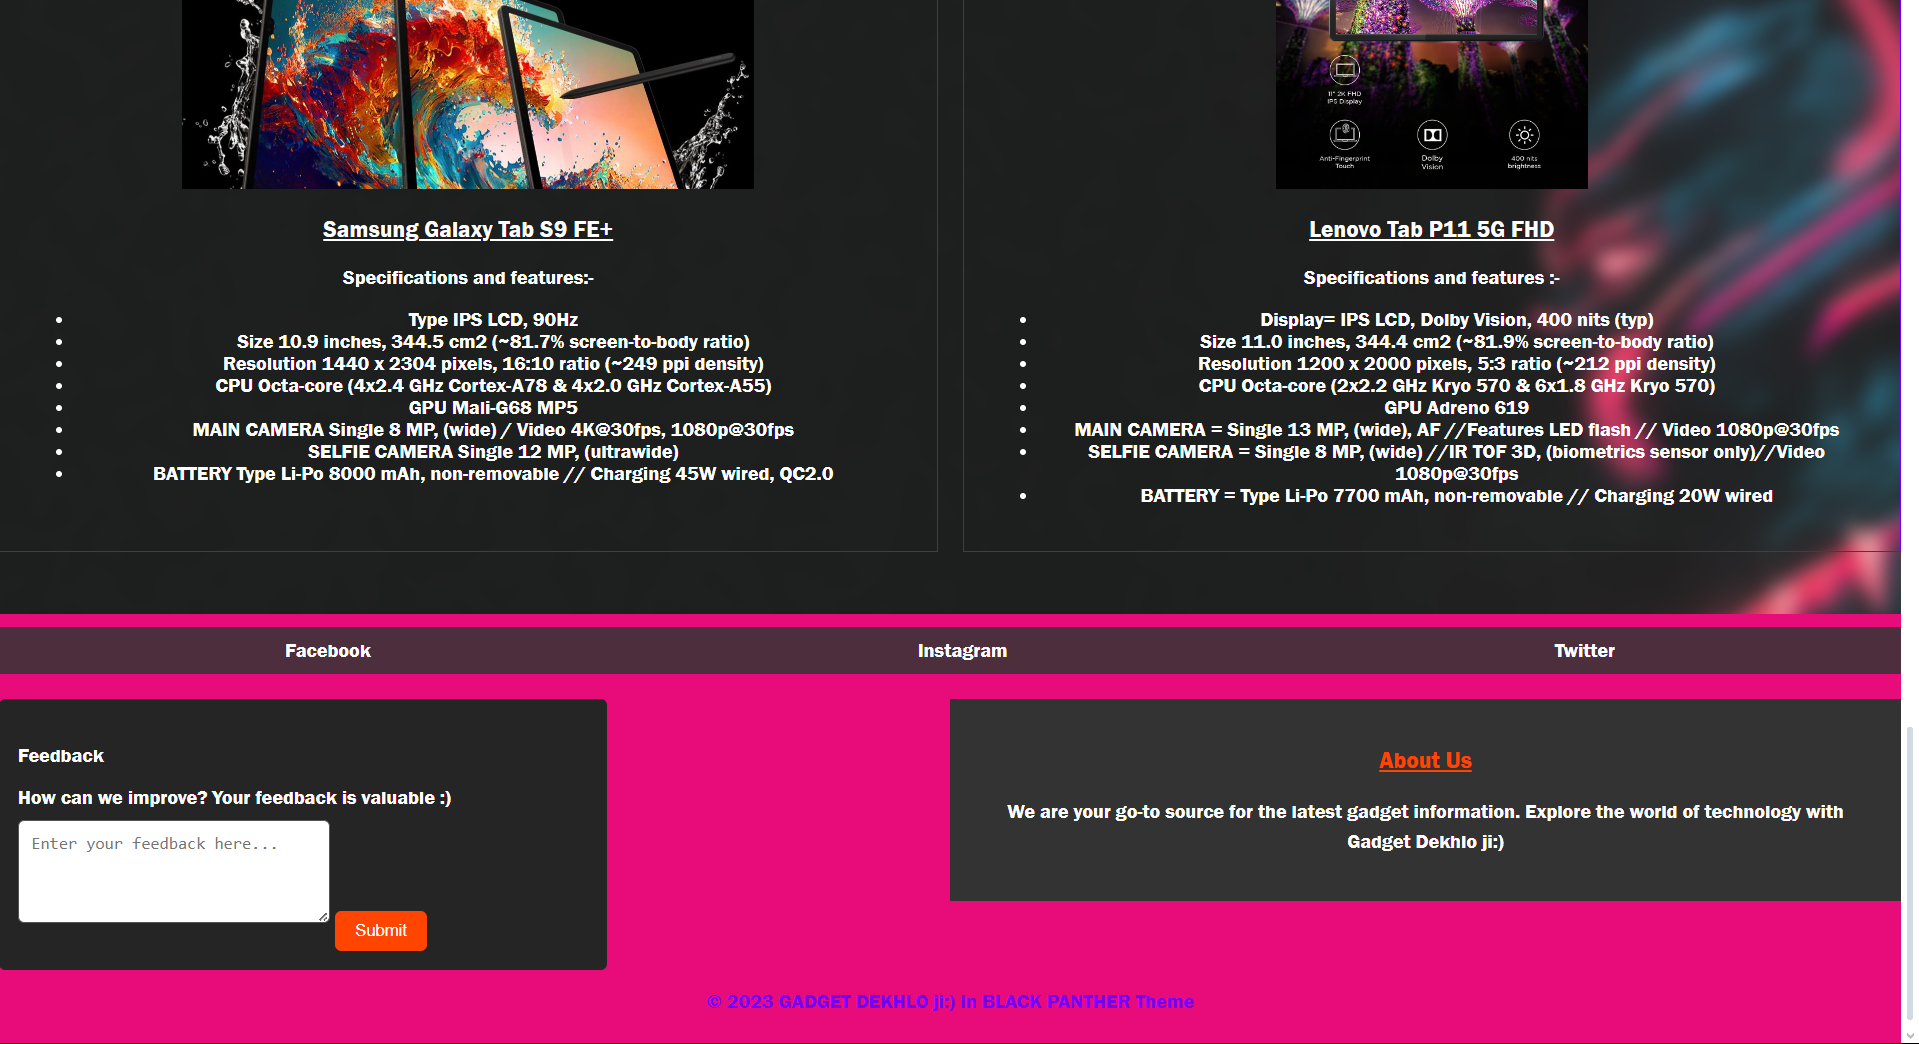 11" 2K FHD
IPS Display
Anti-Fingerprint
Touch
Dolby
Vision
400 nits
brightness
Samsung Galaxy Tab S9 FE+
Specifications and features:-
Type IPS LCD, 90Hz
Size 10.9 inches, 344.5 cm2 (~81.7% screen-to-body ratio)
Resolution 1440 x 2304 pixels, 16:10 ratio (~249 ppi density)
CPU Octa-core (4x2.4 GHz Cortex-A78 & 4x2.0 GHz Cortex-A55)
GPU Mali-G68 MP5
MAIN CAMERA Single 8 MP, (wide) / Video 4K@30fps, 1080p@30fps
SELFIE CAMERA Single 12 MP, (ultrawide)
BATTERY Type Li-Po 8000 mAh, non-removable // Charging 45W wired, QC2.0
Lenovo Tab P11 5G FHD
Specifications and features :-
Display= IPS LCD, Dolby Vision, 400 nits (typ)
Size 11.0 inches, 344.4 cm2 (~81.9% screen-to-body ratio)
Resolution 1200 x 2000 pixels, 5:3 ratio (~212 ppi density)
CPU Octa-core (2x2.2 GHz Kryo 570 & 6x1.8 GHz Kryo 570)
GPU Adreno 619
MAIN CAMERA = Single 13 MP, (wide), AF //Features LED flash // Video 1080p@30fps
SELFIE CAMERA = Single 8 MP, (wide) //IR TOF 3D, (biometrics sensor only)//Video
1080p@30fps
BATTERY = Type Li-Po 7700 mAh, non-removable // Charging 20W wired
Facebook
Instagram
Twitter
Feedback
How can we improve? Your feedback is valuable :)
Enter your feedback here...
Submit
About Us
We are your go-to source for the latest gadget information. Explore the world of technology with
Gadget Dekhlo ji:)
© 2023 GADGET DEKHLO ji:) In BLACK PANTHER Theme